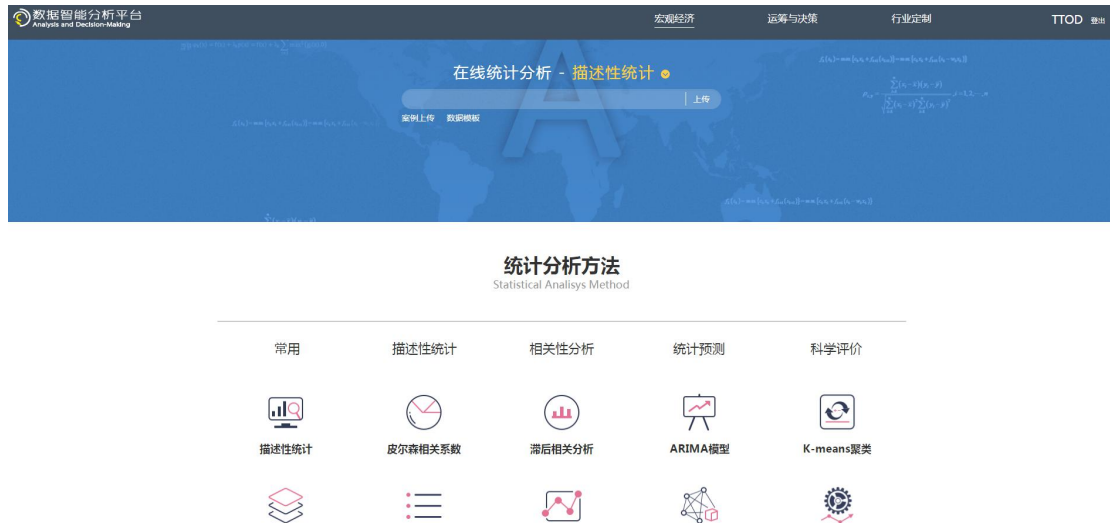 数据智能分析平台
Analysis and Decision-Making
宏观经济 运筹与决策 行业定制 TTOD 登出
在线统计分析 - 描述性统计
上传
案例上传 数据模板
统计分析方法
Statistical Analisys Method
常用 描述性统计 相关性分析 统计预测 科学评价
描述性统计 皮尔森相关系数 滞后相关分析 ARIMA模型 K-means聚类